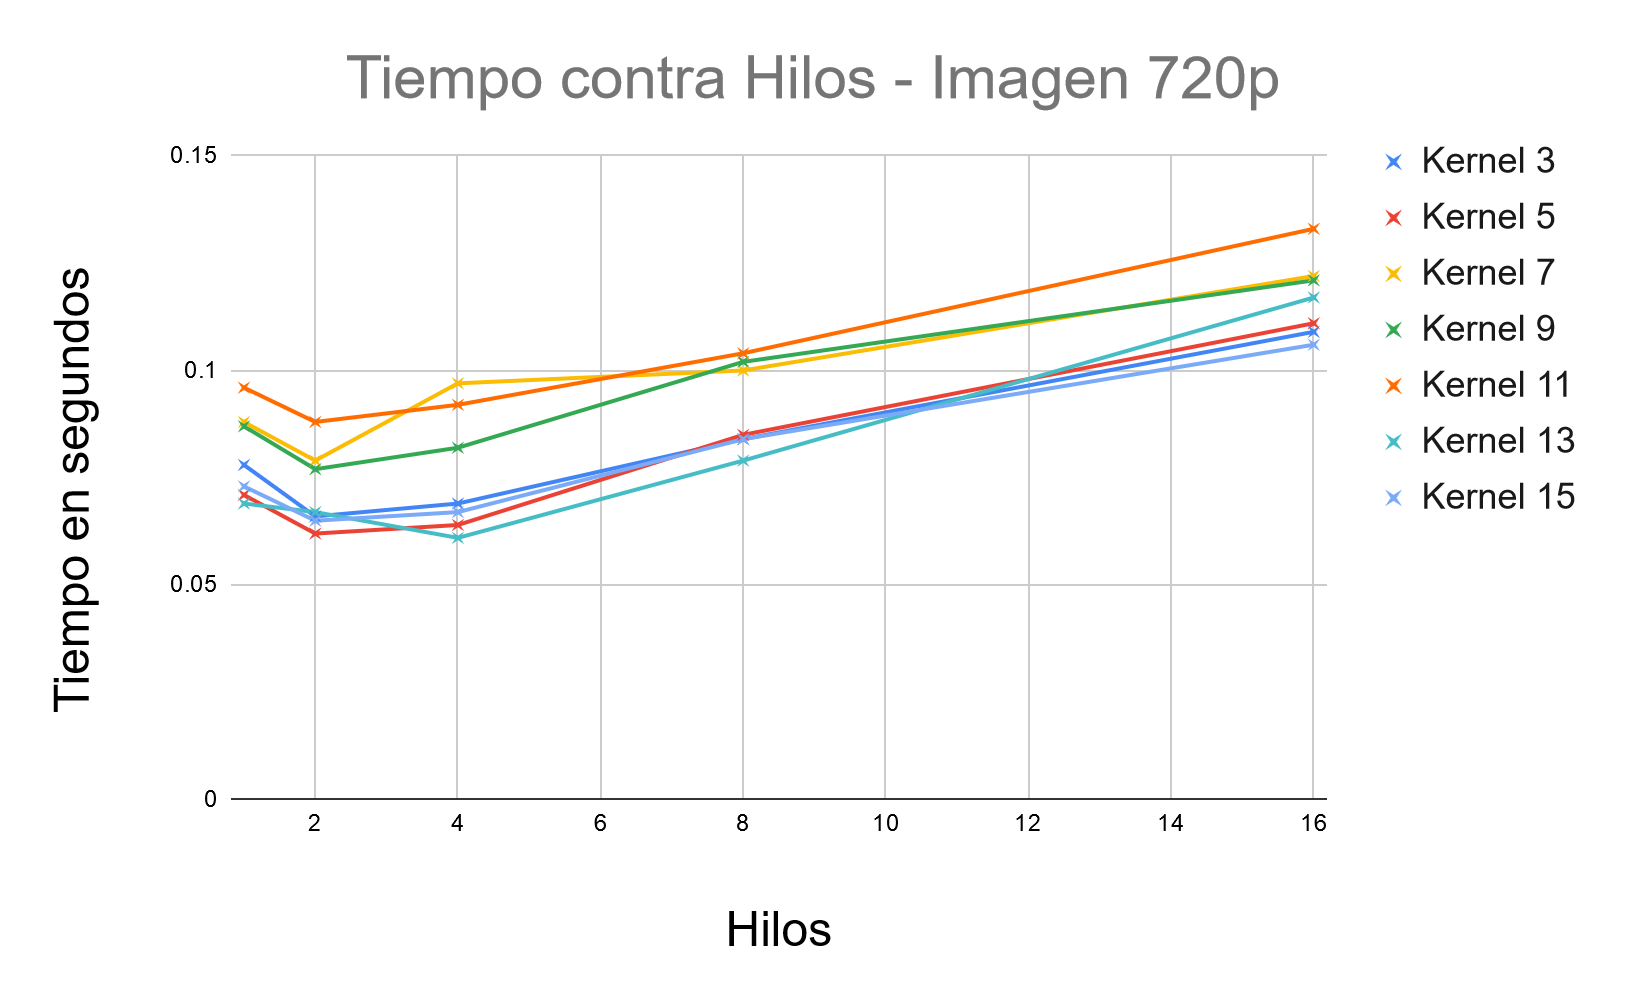 Tiempo contra Hilos - Imagen 720p
Tiempo en segundos
0.15
0.1
0.05
0
2 4 6 8 10 12 14 16
Hilos
Kernel 3
Kernel 5
Kernel 7
Kernel 9
Kernel 11
Kernel 13
Kernel 15